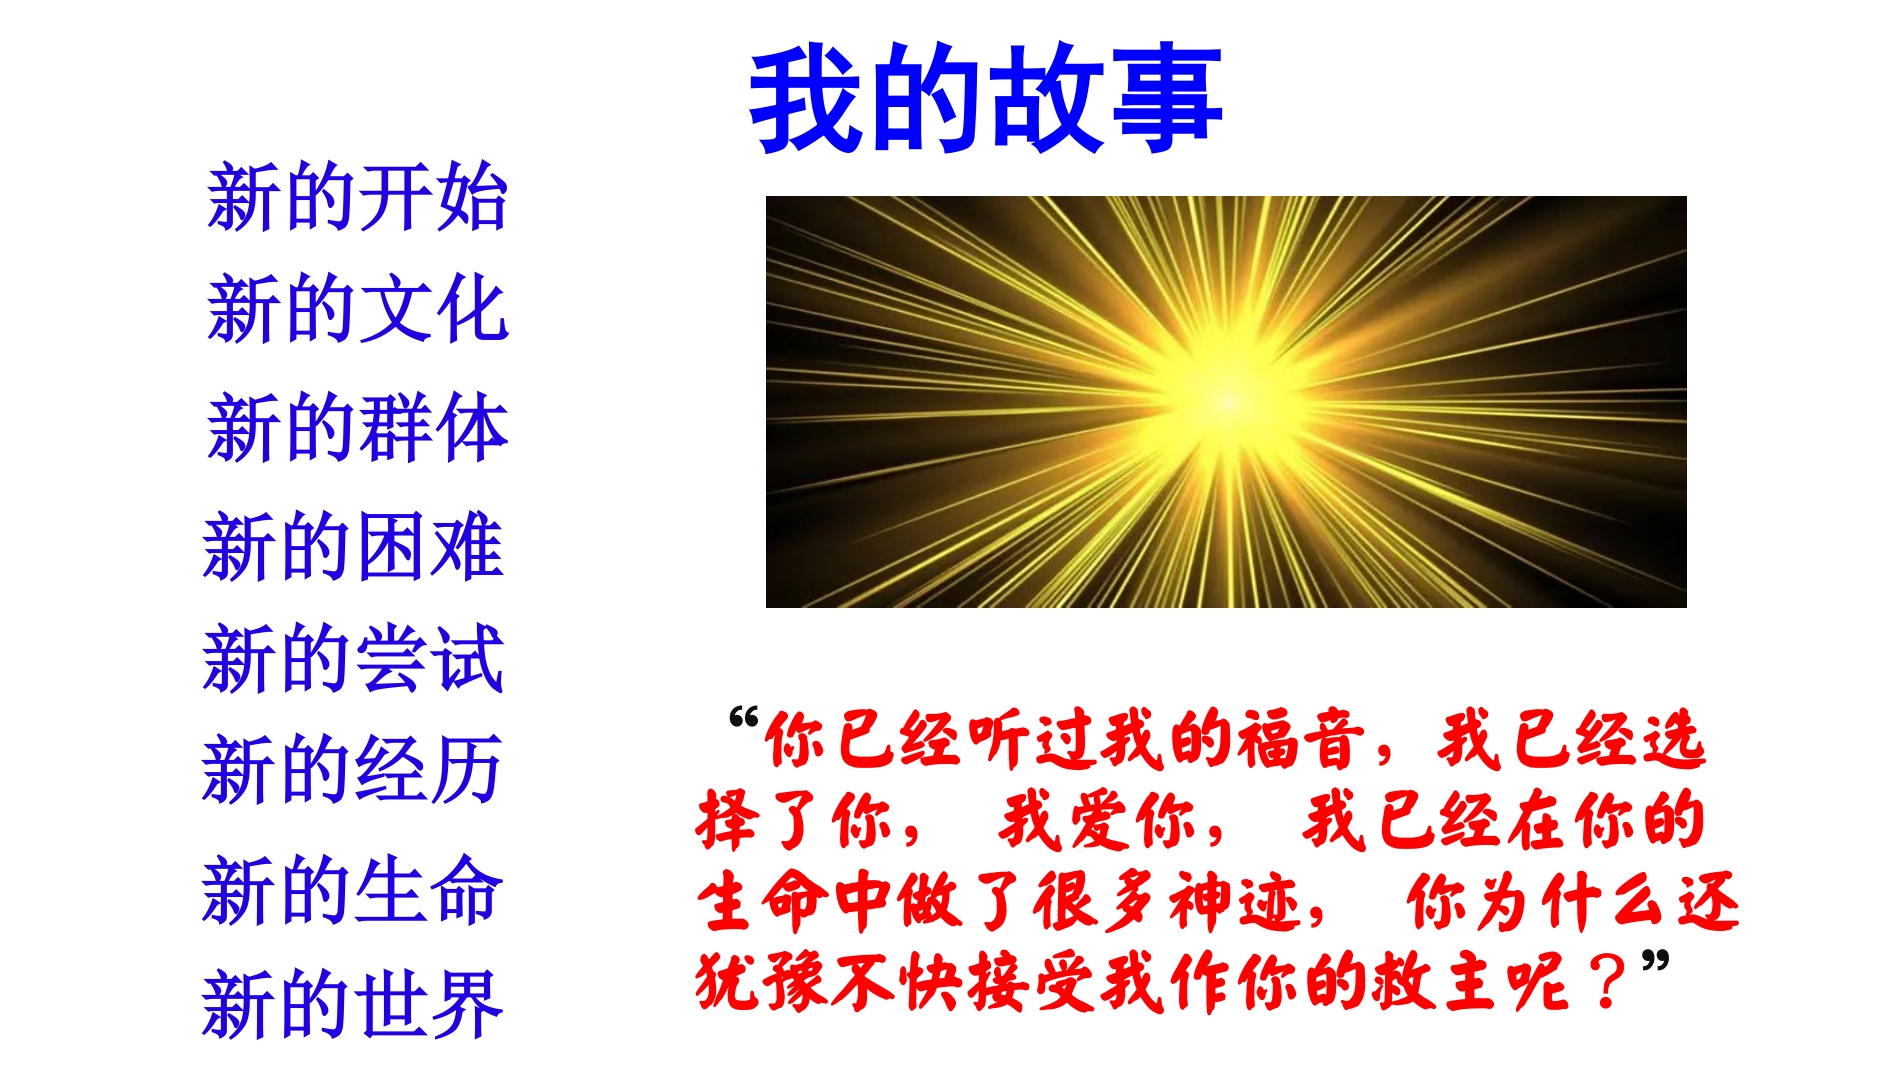 我的故事
新的开始
新的文化
新的群体
新的困难
新的尝试
新的经历
新的生命
新的世界
“你已经听过我的福音，我已经选
择了你， 我爱你， 我已经在你的
生命中做了很多神迹， 你为什么还
犹豫不快接受我作你的救主呢？”